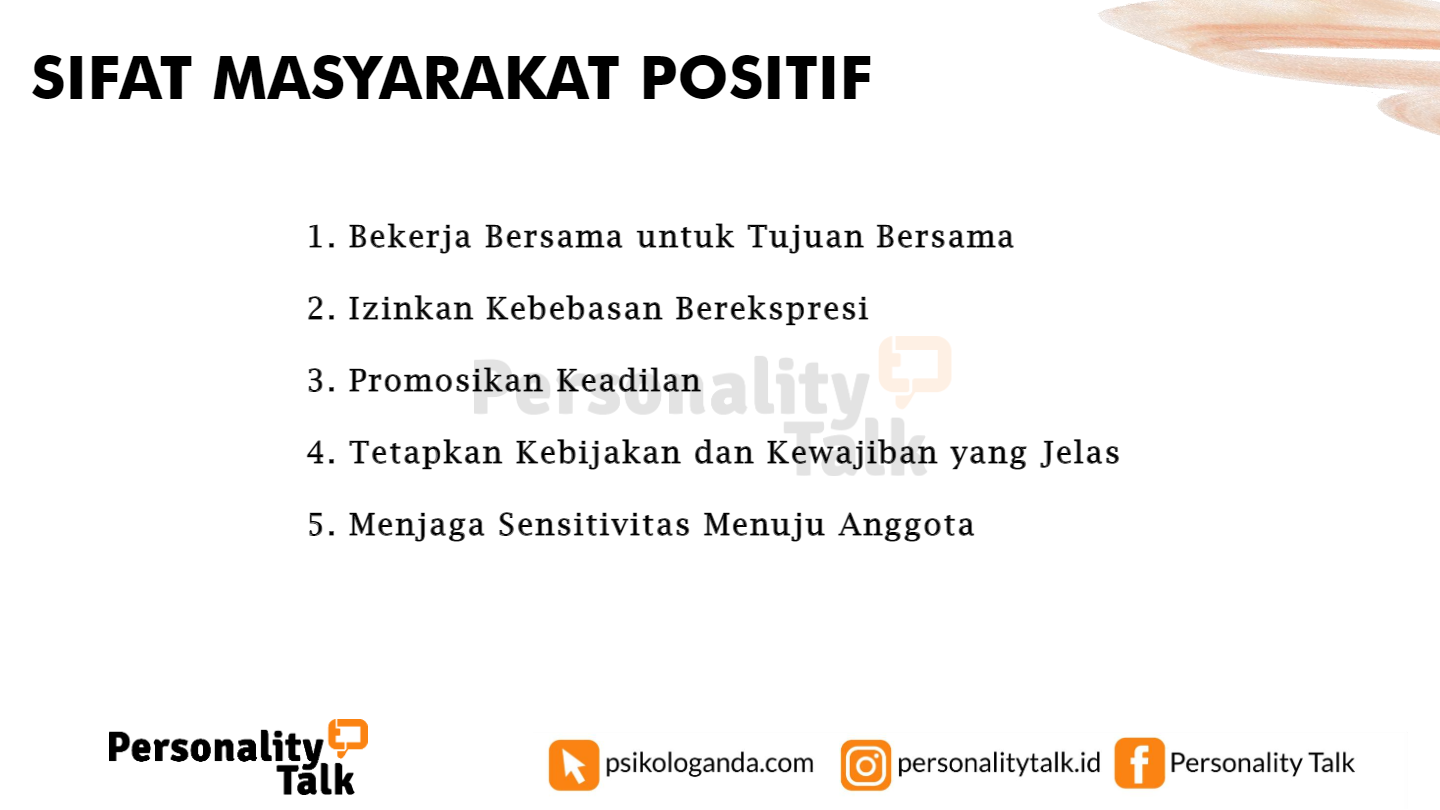 SIFAT MASYARAKAT POSITIF
1. Bekerja Bersama untuk Tujuan Bersama
2. Izinkan Kebebasan Berekspresi
3. Promosikan Keadilan
Personality
Talk
4. Tetapkan Kebijakan dan Kewajiban yang Jelas
5. Menjaga Sensitivitas Menuju Anggota
Personality
Talk
psikologanda.com
personalitytalk.id
Personality Talk